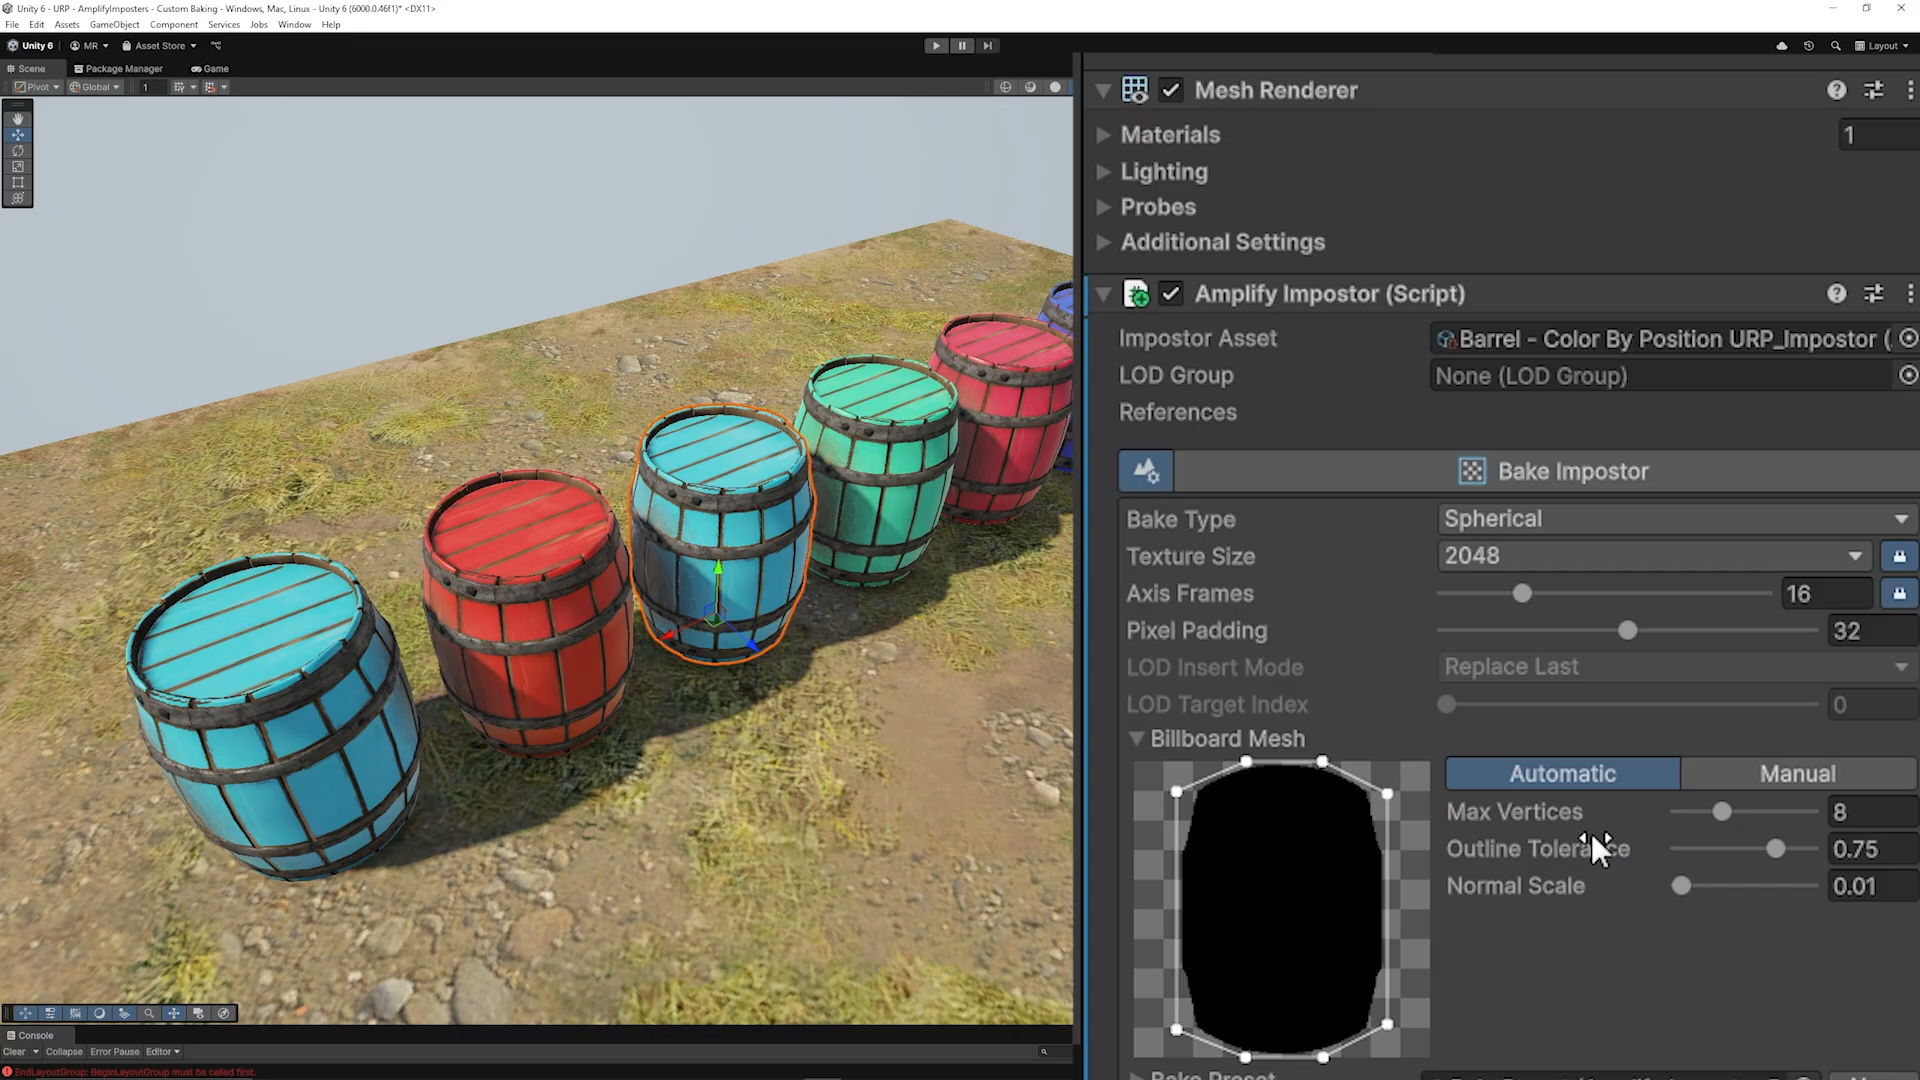 Unity 6 - URP - AmplifyImposters - Custom Baking - Windows, Mac, Linux - Unity 6 (6000.0.46f1)* <DX11>
File Edit Assets GameObject Component Services Jobs Window Help
Unity 6 MR Asset Store Layout
Scene Package Manager Game
Pivot Global 1
Mesh Renderer
Materials 1
Lighting
Probes
Additional Settings
Amplify Impostor (Script)
Impostor Asset Barrel - Color By Position URP_Impostor (
LOD Group None (LOD Group)
References
Bake Impostor
Bake Type Spherical
Texture Size 2048
Axis Frames 16
Pixel Padding 32
LOD Insert Mode Replace Last
LOD Target Index 0
Billboard Mesh
Automatic Manual
Max Vertices 8
Outline Tolerance 0.75
Normal Scale 0.01
Console
Clear Collapse Error Pause Editor
EndLayoutGroup: BeginLayoutGroup must be called first.
Bake Preset